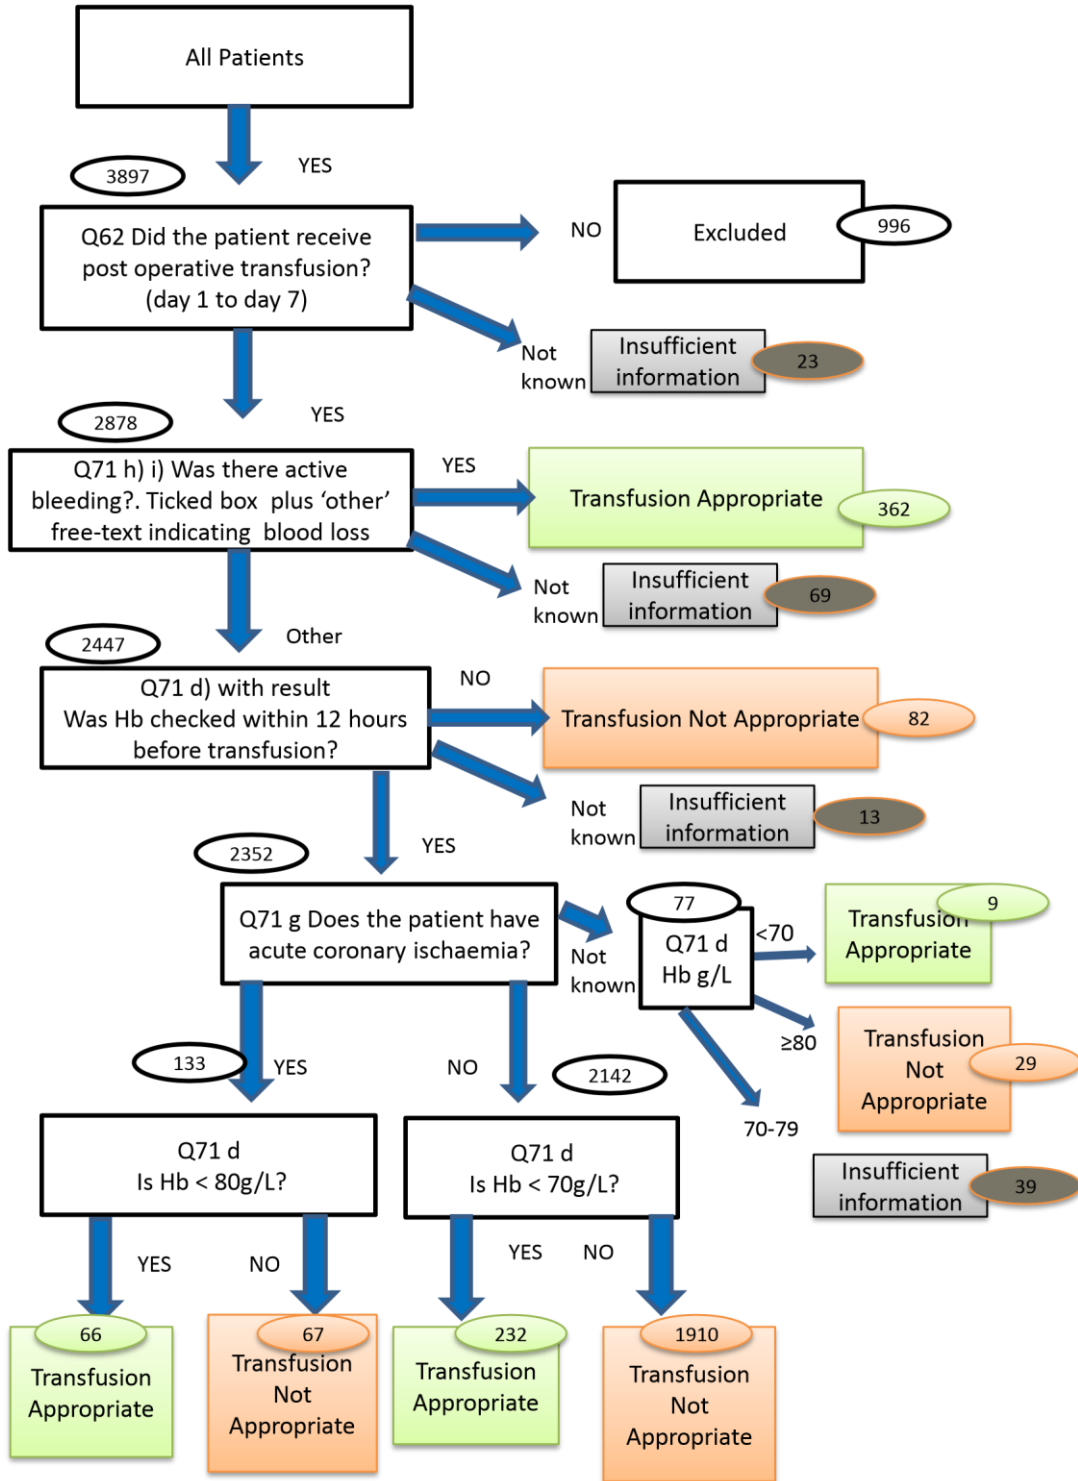 All Patients
YES
3897
Q62 Did the patient receive
post operative transfusion?
(day 1 to day 7)
NO
Excluded
996
Not
known
Insufficient
information
23
YES
2878
Q71 h) i) Was there active
bleeding?. Ticked box plus ‘other’
free-text indicating blood loss
YES
Transfusion Appropriate
362
Not
known
Insufficient
information
69
Other
2447
Q71 d) with result
Was Hb checked within 12 hours
before transfusion?
NO
Transfusion Not Appropriate
82
Not
known
Insufficient
information
13
YES
2352
Q71 g Does the patient have
acute coronary ischaemia?
Not
known
77
Q71 d
Hb g/L
<70
9
Transfusion
Appropriate
≥80
Transfusion
Not
Appropriate
29
70-79
Insufficient
information
39
133
YES
NO
2142
Q71 d
Is Hb < 80g/L?
Q71 d
Is Hb < 70g/L?
YES
NO
YES
NO
66
Transfusion
Appropriate
67
Transfusion
Not
Appropriate
232
Transfusion
Appropriate
1910
Transfusion
Not
Appropriate